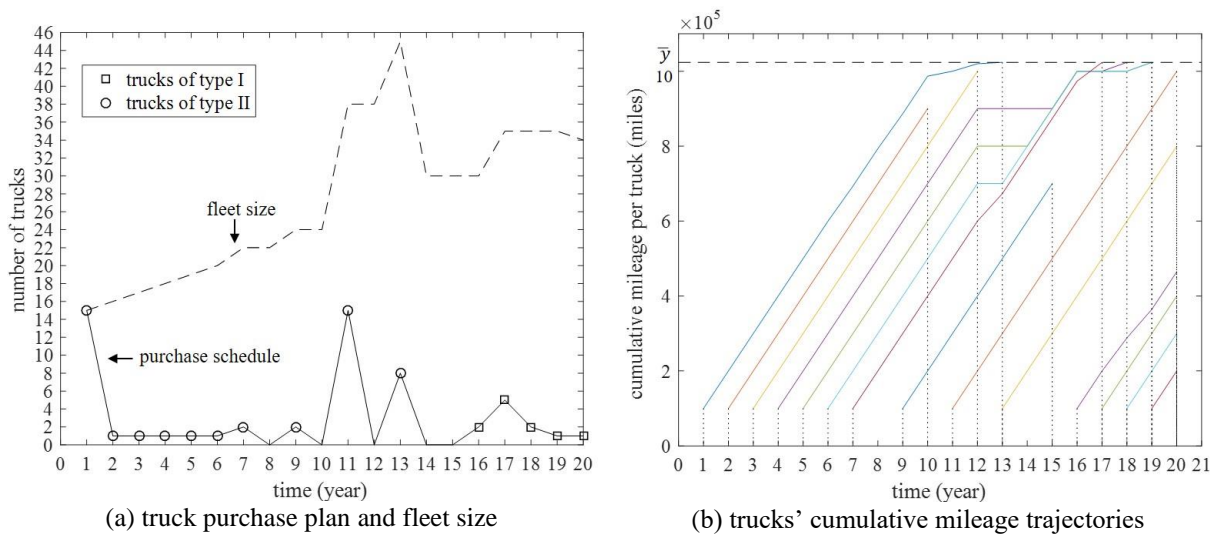 46
44
42
40
38
36
34
32
30
28
26
24
22
20
18
16
14
12
10
8
6
4
2
0
number of trucks
trucks of type I
trucks of type II
fleet size
purchase schedule
0 1 2 3 4 5 6 7 8 9 10 11 12 13 14 15 16 17 18 19 20
time (year)
(a) truck purchase plan and fleet size
×10⁵
y̅
10
8
6
4
2
0
cumulative mileage per truck (miles)
0 1 2 3 4 5 6 7 8 9 10 11 12 13 14 15 16 17 18 19 20 21
time (year)
(b) trucks' cumulative mileage trajectories